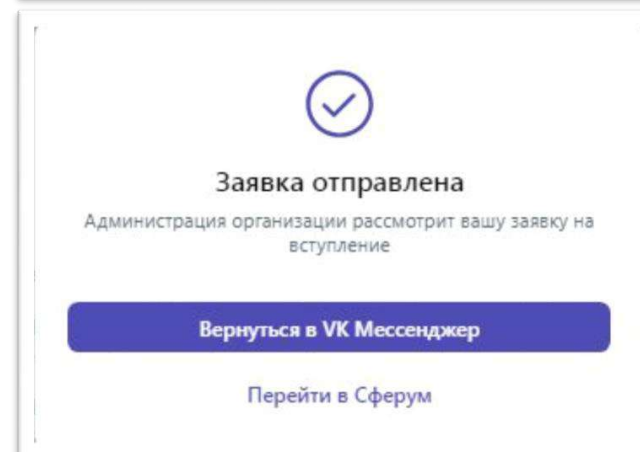 Заявка отправлена
Администрация организации рассмотрит вашу заявку на
вступление
Вернуться в VK Мессенджер
Перейти в Сферум